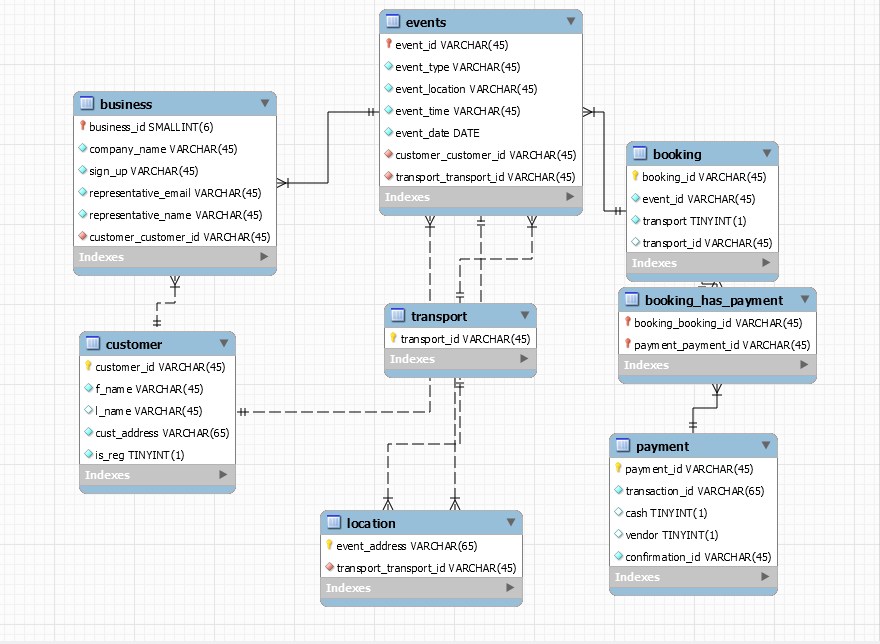 events
event_id VARCHAR(45)
event_type VARCHAR(45)
event_location VARCHAR(45)
event_time VARCHAR(45)
event_date DATE
customer_customer_id VARCHAR(45)
transport_transport_id VARCHAR(45)
Indexes
business
business_id SMALLINT(6)
company_name VARCHAR(45)
sign_up VARCHAR(45)
representative_email VARCHAR(45)
representative_name VARCHAR(45)
customer_customer_id VARCHAR(45)
Indexes
booking
booking_id VARCHAR(45)
event_id VARCHAR(45)
transport TINYINT(1)
transport_id VARCHAR(45)
Indexes
booking_has_payment
booking_booking_id VARCHAR(45)
payment_payment_id VARCHAR(45)
Indexes
transport
transport_id VARCHAR(45)
Indexes
customer
customer_id VARCHAR(45)
f_name VARCHAR(45)
l_name VARCHAR(45)
cust_address VARCHAR(65)
is_reg TINYINT(1)
Indexes
payment
payment_id VARCHAR(45)
transaction_id VARCHAR(65)
cash TINYINT(1)
vendor TINYINT(1)
confirmation_id VARCHAR(45)
Indexes
location
event_address VARCHAR(65)
transport_transport_id VARCHAR(45)
Indexes